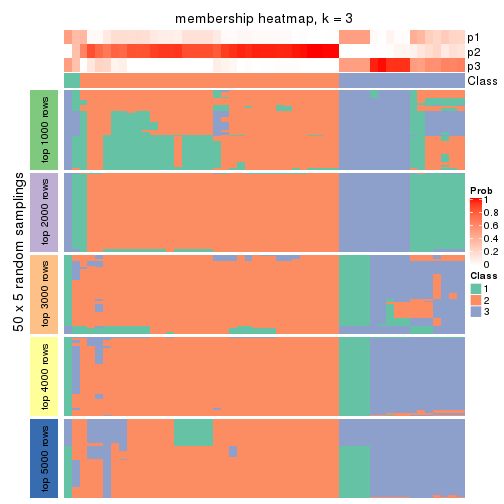 membership heatmap, k = 3
p1
p2
p3
Class
50 x 5 random samplings
top 1000 rows
top 2000 rows
top 3000 rows
top 4000 rows
top 5000 rows
Prob
1
0.8
0.6
0.4
0.2
0
Class
1
2
3